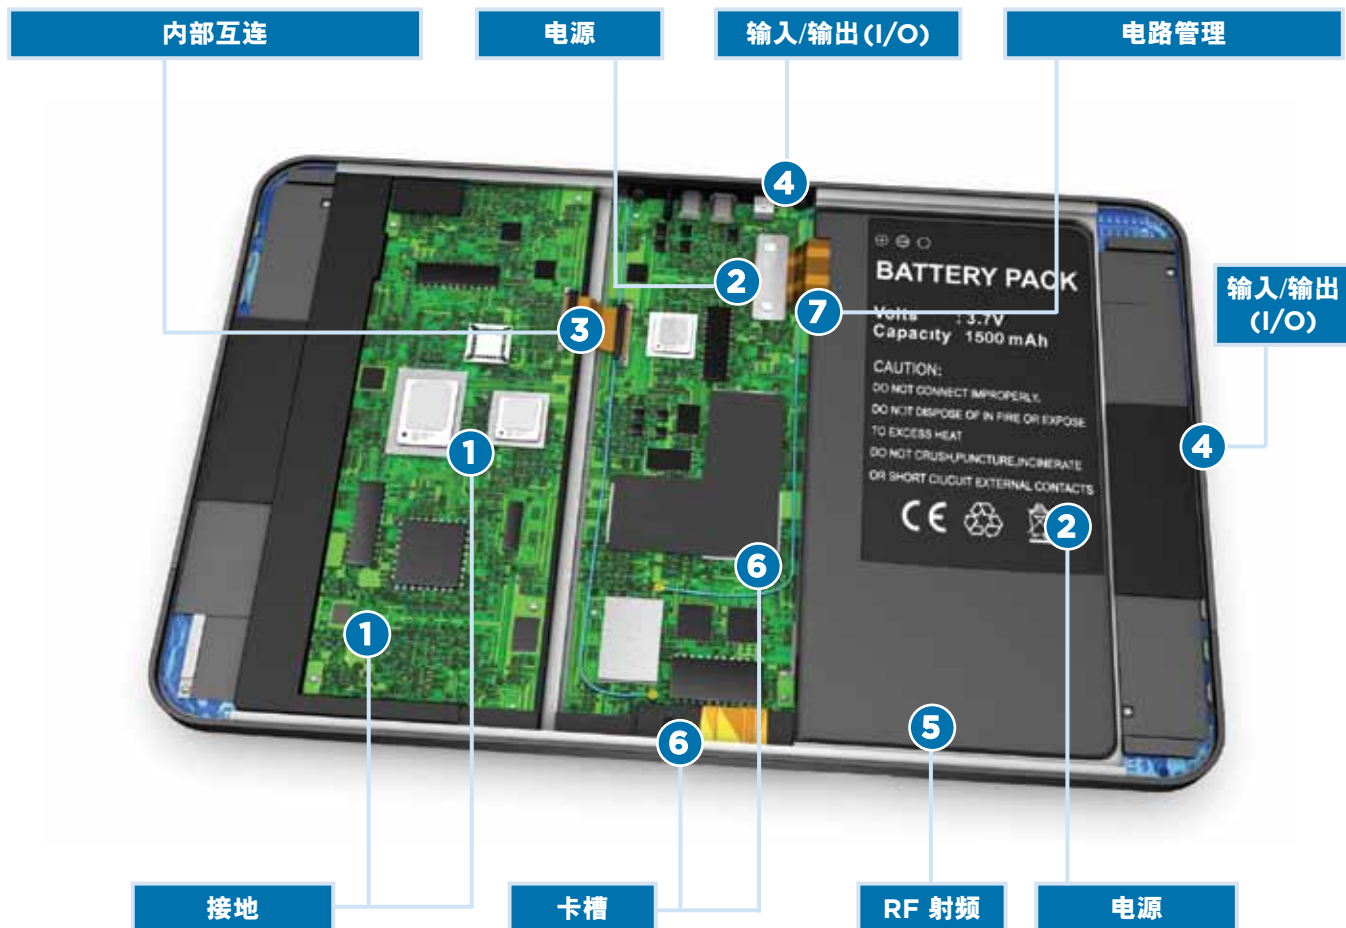 内部互连
电源
输入/输出(I/O)
电路管理
4
BATTERY PACK
2
7
Volts : 3.7V
Capacity 1500 mAh
输入/输出
(I/O)
3
CAUTION:
DO NOT CONNECT IMPROPERLY.
DO NOT DISPOSE OF IN FIRE OR EXPOSE
TO EXCESS HEAT
DO NOT CRUSH,PUNCTURE,INCINERATE
OR SHORT CIUCUIT EXTERNAL CONTACTS
1
4
CE
2
6
1
5
6
接地
卡槽
RF 射频
电源